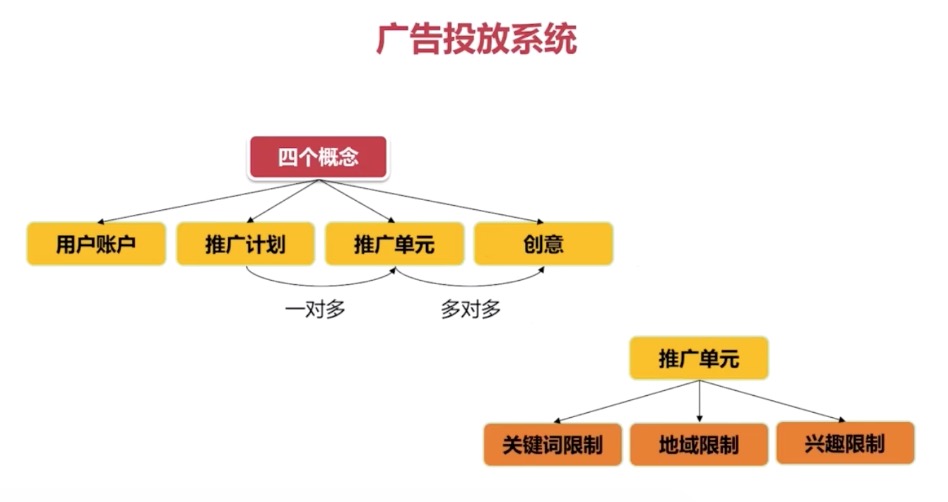 广告投放系统
四个概念
用户账户
推广计划
推广单元
创意
一对多
多对多
推广单元
关键词限制
地域限制
兴趣限制